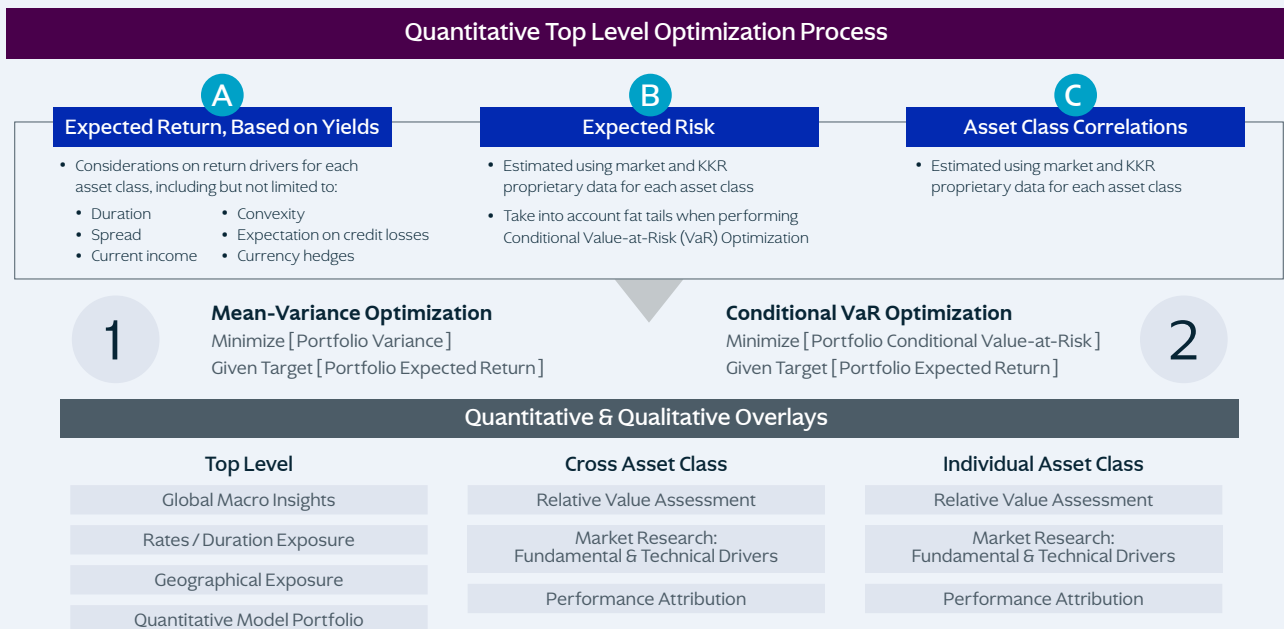 Quantitative Top Level Optimization Process
A
Expected Return, Based on Yields
• Considerations on return drivers for each
asset class, including but not limited to:
• Duration
• Spread
• Current income
• Convexity
• Expectation on credit losses
• Currency hedges
B
Expected Risk
• Estimated using market and KKR
proprietary data for each asset class
• Take into account fat tails when performing
Conditional Value-at-Risk (VaR) Optimization
C
Asset Class Correlations
• Estimated using market and KKR
proprietary data for each asset class
1
Mean-Variance Optimization
Minimize [Portfolio Variance]
Given Target [Portfolio Expected Return]
Conditional VaR Optimization
Minimize [Portfolio Conditional Value-at-Risk]
Given Target [Portfolio Expected Return]
2
Quantitative & Qualitative Overlays
Top Level
Global Macro Insights
Rates / Duration Exposure
Geographical Exposure
Quantitative Model Portfolio
Cross Asset Class
Relative Value Assessment
Market Research:
Fundamental & Technical Drivers
Performance Attribution
Individual Asset Class
Relative Value Assessment
Market Research:
Fundamental & Technical Drivers
Performance Attribution